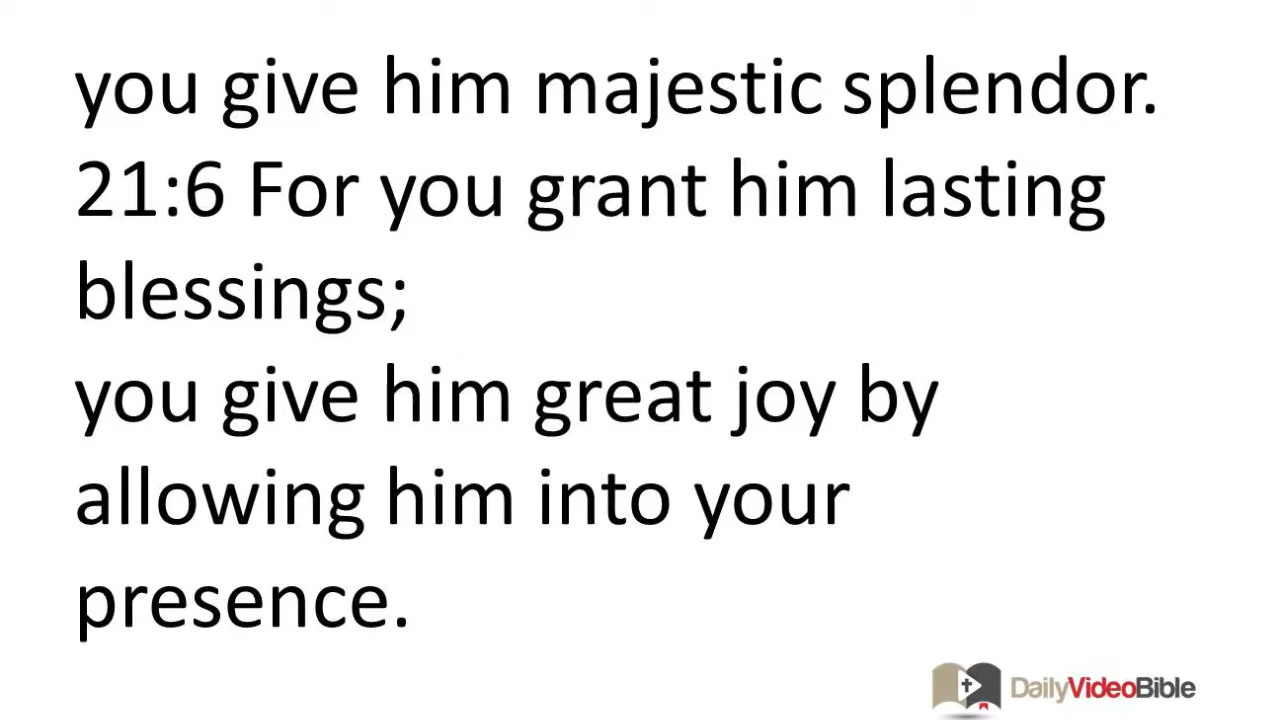 you give him majestic splendor.
21:6 For you grant him lasting
blessings;
you give him great joy by
allowing him into your
presence.
DailyVideoBible